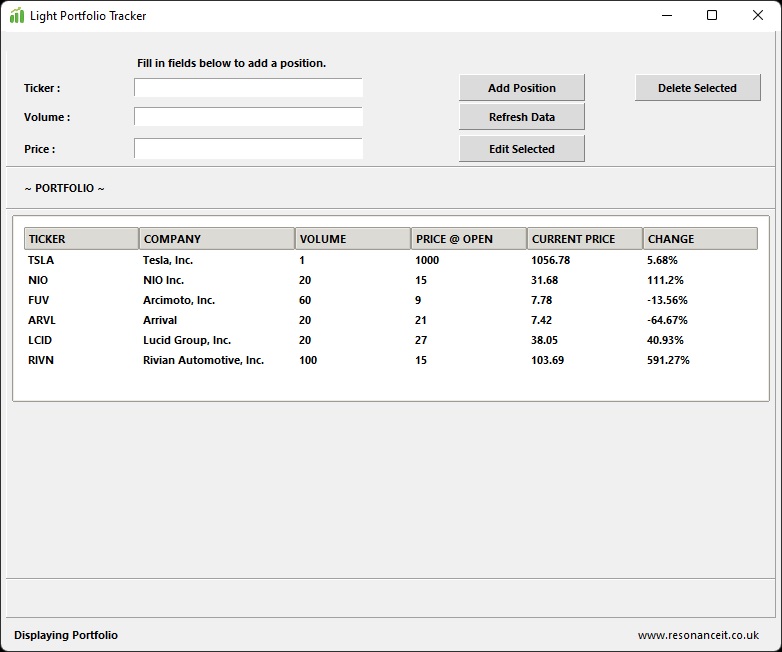 Light Portfolio Tracker
Fill in fields below to add a position.
Ticker : Add Position Delete Selected
Volume : Refresh Data
Price : Edit Selected
~ PORTFOLIO ~
TICKER COMPANY VOLUME PRICE @ OPEN CURRENT PRICE CHANGE
TSLA Tesla, Inc. 1 1000 1056.78 5.68%
NIO NIO Inc. 20 15 31.68 111.2%
FUV Arcimoto, Inc. 60 9 7.78 -13.56%
ARVL Arrival 20 21 7.42 -64.67%
LCID Lucid Group, Inc. 20 27 38.05 40.93%
RIVN Rivian Automotive, Inc. 100 15 103.69 591.27%
Displaying Portfolio www.resonanceit.co.uk